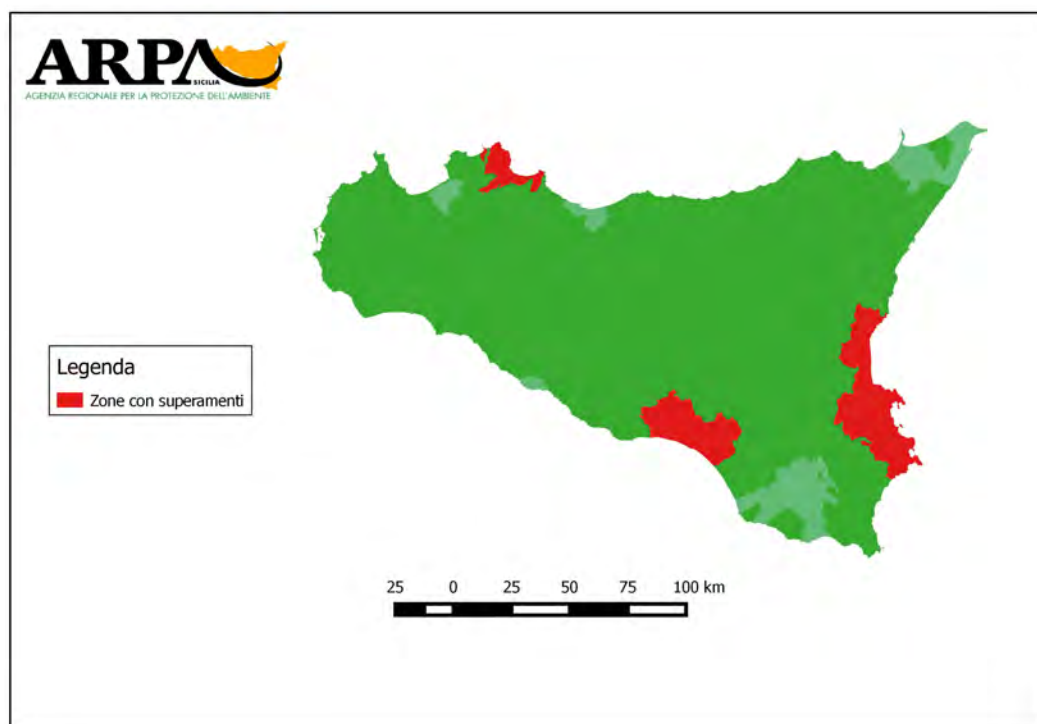 ARPA
SICILIA
AGENZIA REGIONALE PER LA PROTEZIONE DELL'AMBIENTE
Legenda
Zone con superamenti
25 0 25 50 75 100 km